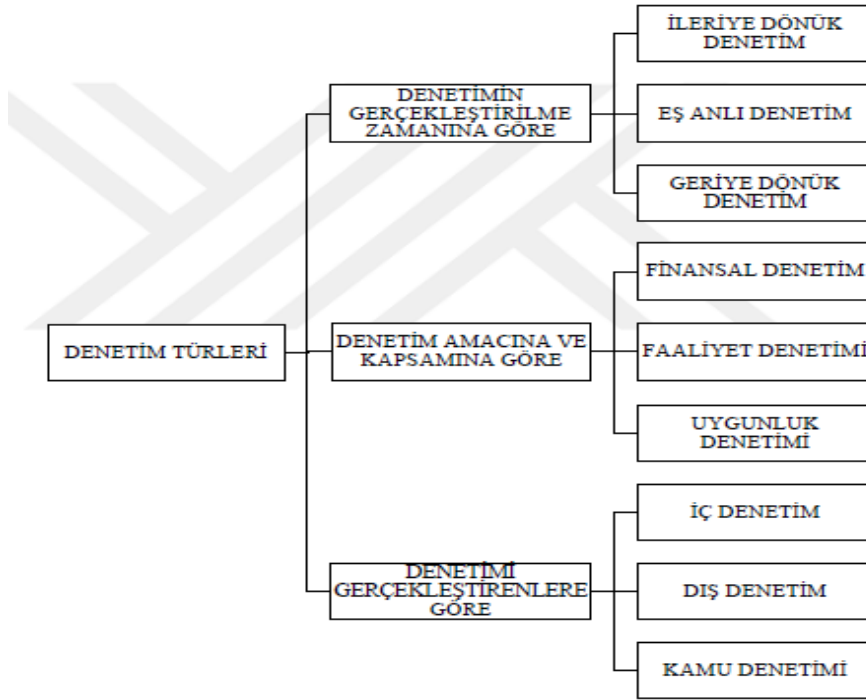 İLERİYE DÖNÜK
DENETİM
DENETİMİN
GERÇEKLEŞTİRİLME
ZAMANINA GÖRE
EŞ ANLI DENETİM
GERİYE DÖNÜK
DENETİM
FİNANSAL DENETİM
DENETİM TÜRLERİ
DENETİM AMACINA VE
KAPSAMINA GÖRE
FAALİYET DENETİMİ
UYGUNLUK
DENETİMİ
İÇ DENETİM
DENETİMİ
GERÇEKLEŞTİRENLERE
GÖRE
DIŞ DENETİM
KAMU DENETİMİ